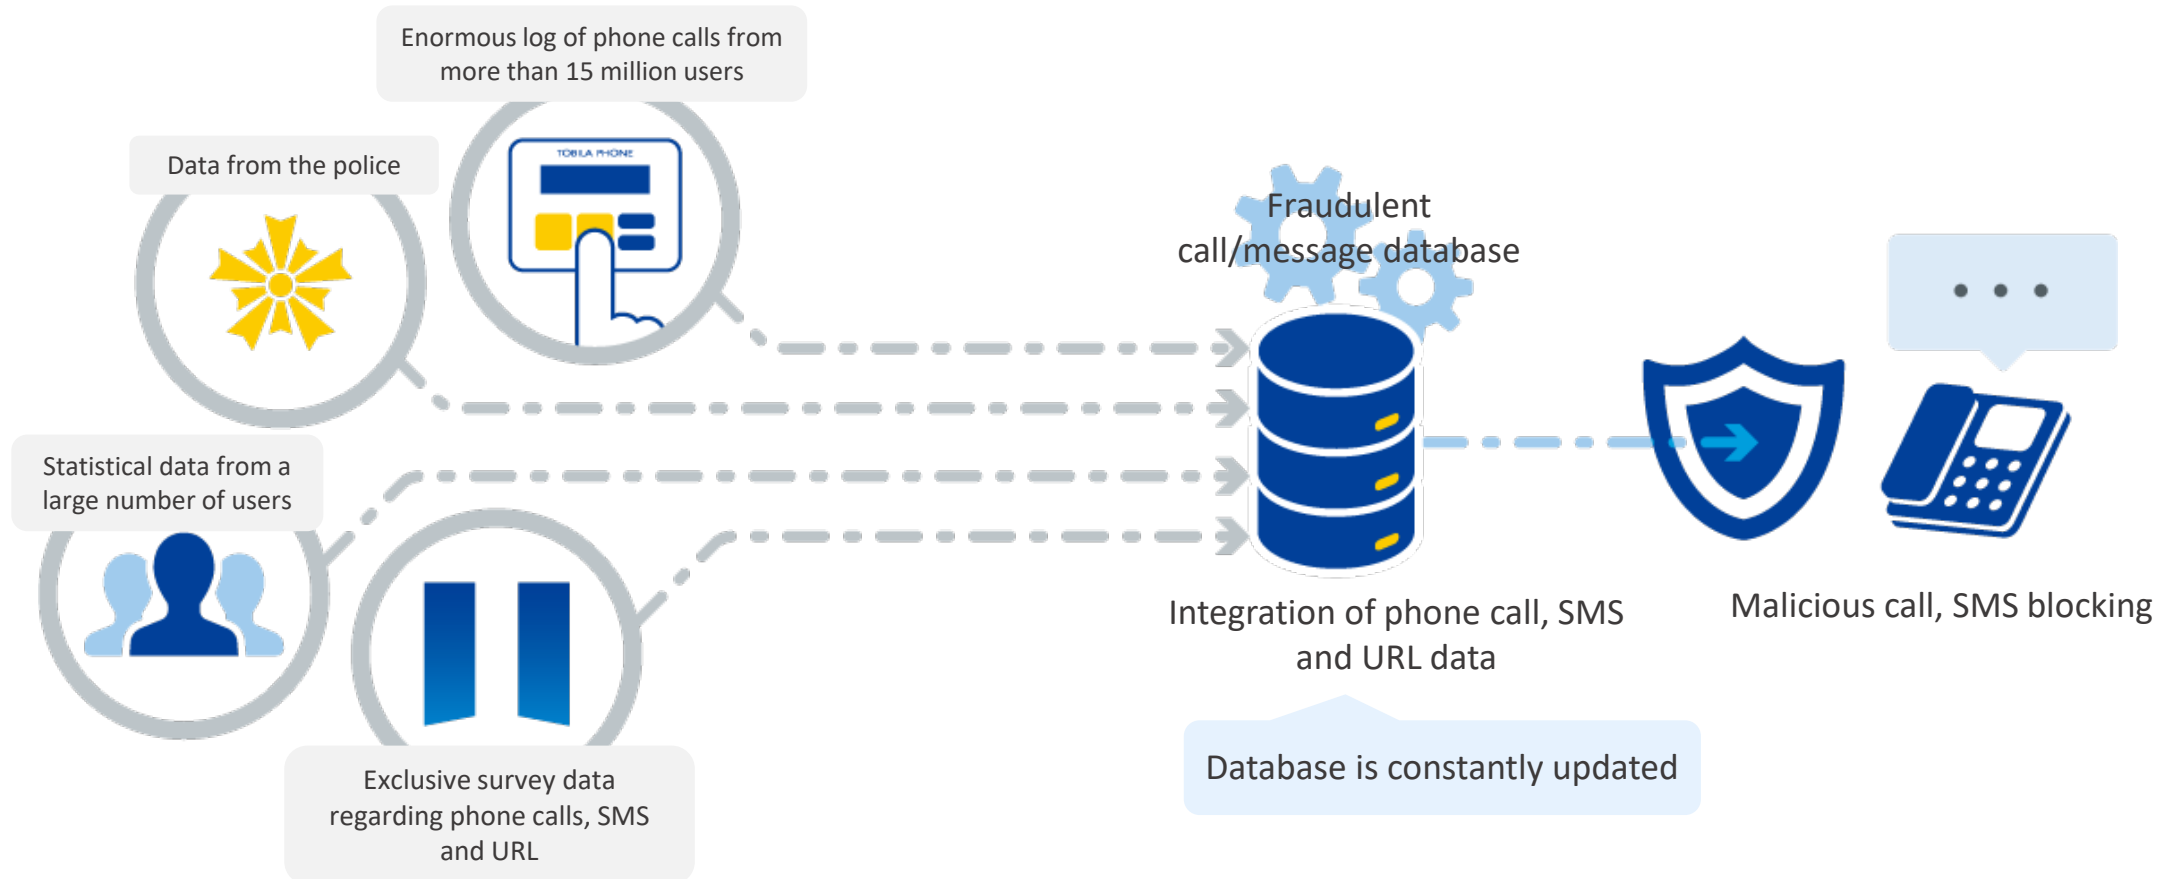 Enormous log of phone calls from
more than 15 million users
TOBILA PHONE
Data from the police
Statistical data from a
large number of users
Exclusive survey data
regarding phone calls, SMS
and URL
Fraudulent
call/message database
Integration of phone call, SMS
and URL data
Database is constantly updated
Malicious call, SMS blocking